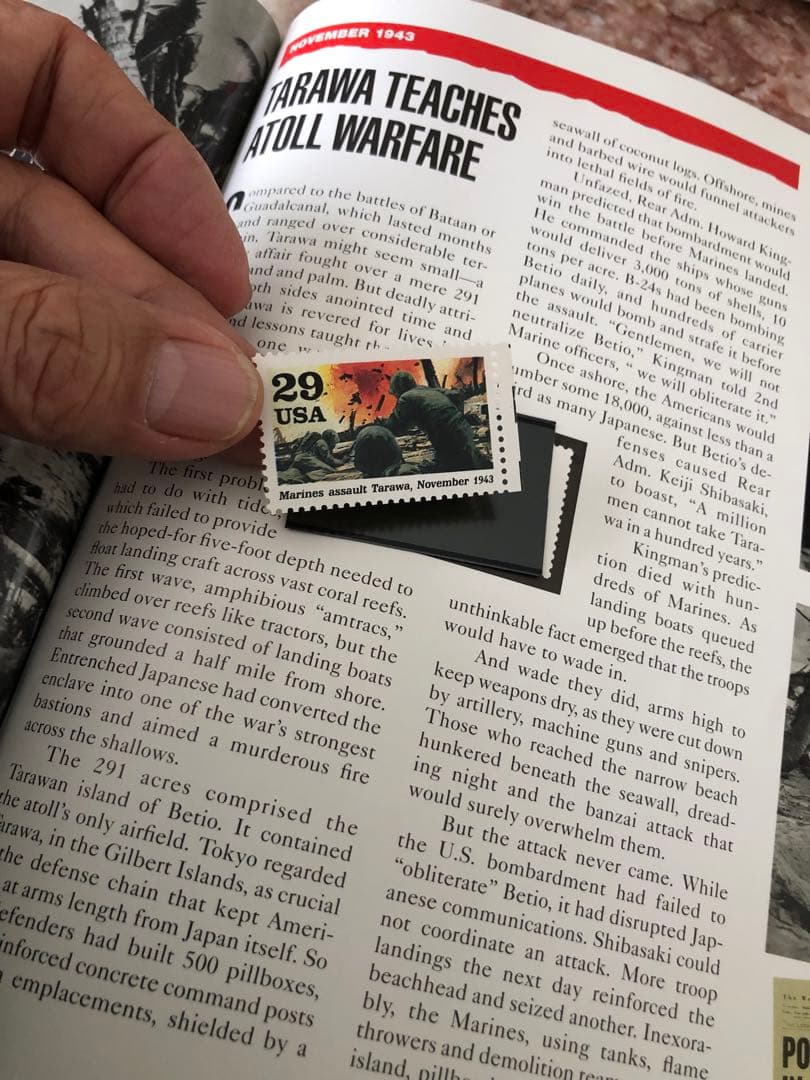 NOVEMBER 1943
TARAWA TEACHES
ATOLL WARFARE
ompared to the battles of Bataan or
Guadalcanal, which lasted months
and ranged over considerable ter-
in. Tarawa might seem small—a
affair fought over a mere 291
and and palm. But deadly attri-
oth sides anointed time and
awa is revered for lives
nd lessons taught th
one
29
USA
Marines assault Tarawa, November 1943
The first probl
had to do with tide
which failed to provide
the hoped-for five-foot depth needed to
float landing craft across vast coral reefs.
The first wave, amphibious “amtracs,”
climbed over reefs like tractors, but the
second wave consisted of landing boats
that grounded a half mile from shore.
Entrenched Japanese had converted the
enclave into one of the war’s strongest
bastions and aimed a murderous fire
across the shallows.
The 291 acres comprised the
Tarawan island of Betio. It contained
the atoll’s only airfield. Tokyo regarded
arawa, in the Gilbert Islands, as crucial
the defense chain that kept Ameri-
at arms length from Japan itself. So
efenders had built 500 pillboxes,
inforced concrete command posts
emplacements, shielded by a
seawall of coconut logs. Offshore, mines
and barbed wire would funnel attackers
into lethal fields of fire.
Unfazed, Rear Adm. Howard King-
man predicted that bombardment would
win the battle before Marines landed.
He commanded the ships whose guns
would deliver 3,000 tons of shells, 10
tons per acre. B-24s had been bombing
Betio daily, and hundreds of carrier
planes would bomb and strafe it before
the assault. “Gentlemen, we will not
neutralize Betio,” Kingman told 2nd
Marine officers, “ we will obliterate it.”
Once ashore, the Americans would
umber some 18,000, against less than a
ird as many Japanese. But Betio’s de-
fenses caused Rear
Adm. Keiji Shibasaki,
to boast, “A million
men cannot take Tara-
wa in a hundred years.”
Kingman’s predic-
tion died with hun-
dreds of Marines. As
landing boats queued
up before the reefs, the
unthinkable fact emerged that the troops
would have to wade in.
And wade they did, arms high to
keep weapons dry, as they were cut down
by artillery, machine guns and snipers.
Those who reached the narrow beach
hunkered beneath the seawall, dread-
ing night and the banzai attack that
would surely overwhelm them.
But the attack never came. While
the U.S. bombardment had failed to
“obliterate” Betio, it had disrupted Jap-
anese communications. Shibasaki could
not coordinate an attack. More troop
landings the next day reinforced the
beachhead and seized another. Inexora-
bly, the Marines, using tanks, flame
throwers and demolition team
island, pillb
PO